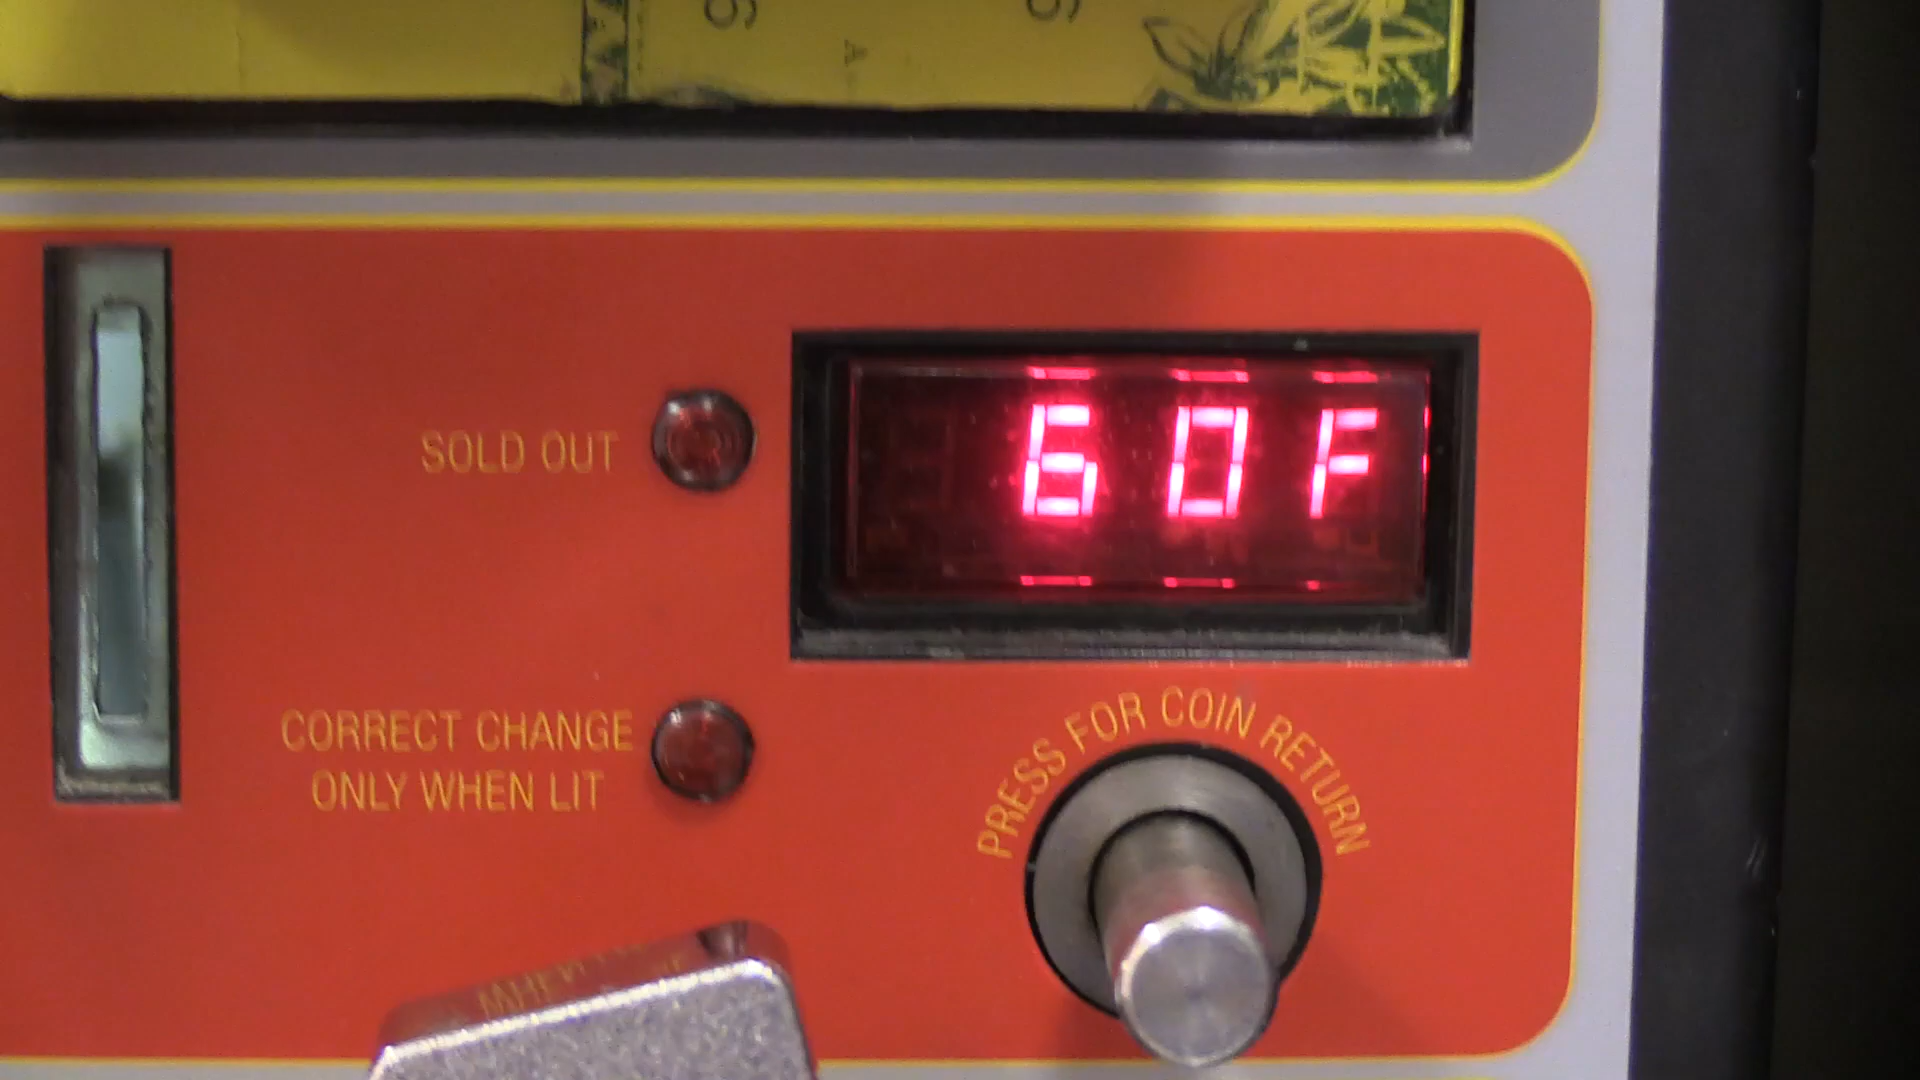 SOLD OUT
60F
CORRECT CHANGE
ONLY WHEN LIT
PRESS FOR COIN RETURN